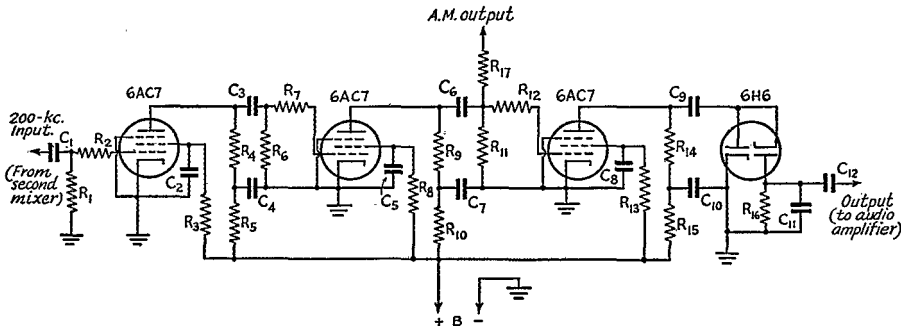 A.M. output
R17
6AC7
C3
R7
6AC7
C6
R12
6AC7
C9
6H6
200-kc.
Input.
C1
R2
(From
second
mixer)
R1
C2
R3
R4
R6
C4
R5
C5
R8
R9
R11
C7
R10
C8
R13
R14
C10
R15
R16
C11
C12
Output
(to audio
amplifier)
+ B -